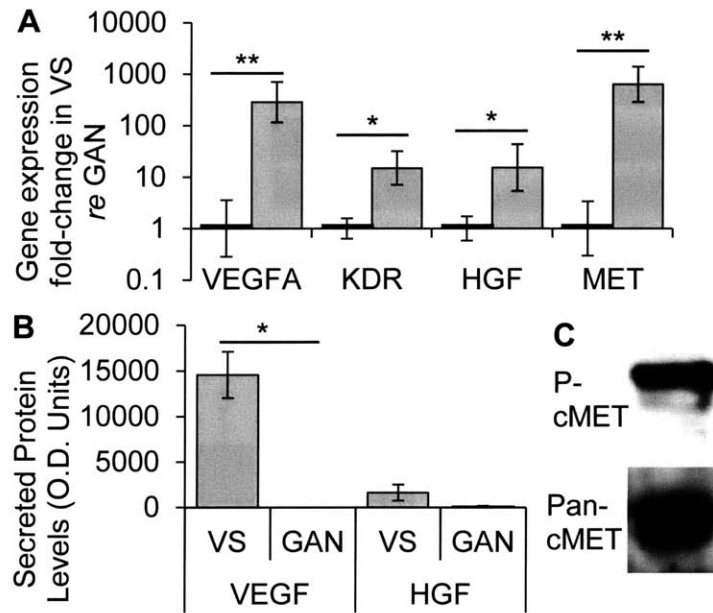 A
Gene expression
fold-change in VS
re GAN
10000
1000
100
10
1
0.1
**
*
*
**
VEGFA KDR HGF MET
B
Secreted Protein
Levels (O.D. Units)
20000
15000
10000
5000
0
*
VS GAN VS GAN
VEGF HGF
C
P-
cMET
Pan-
cMET